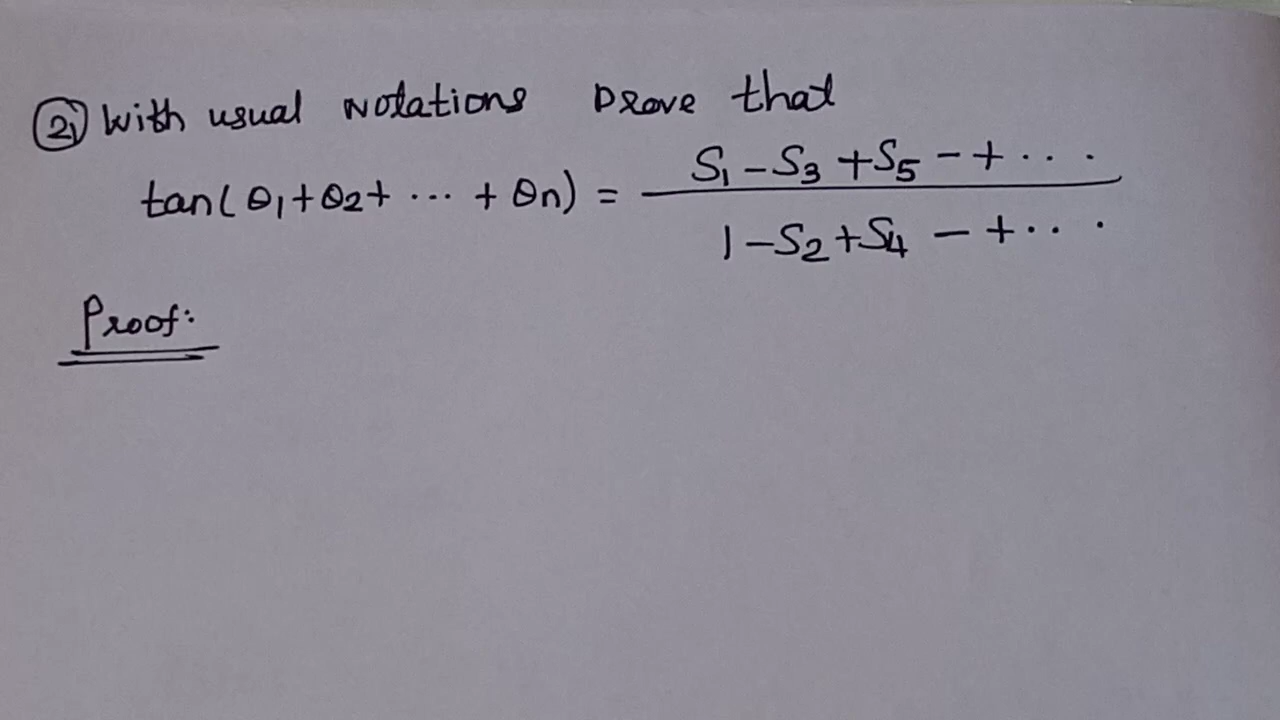 2) With usual notations prove that
tan(θ1+θ2+ ... + θn) = S1-S3+S5-+....
1-S2+S4-+....
Proof: